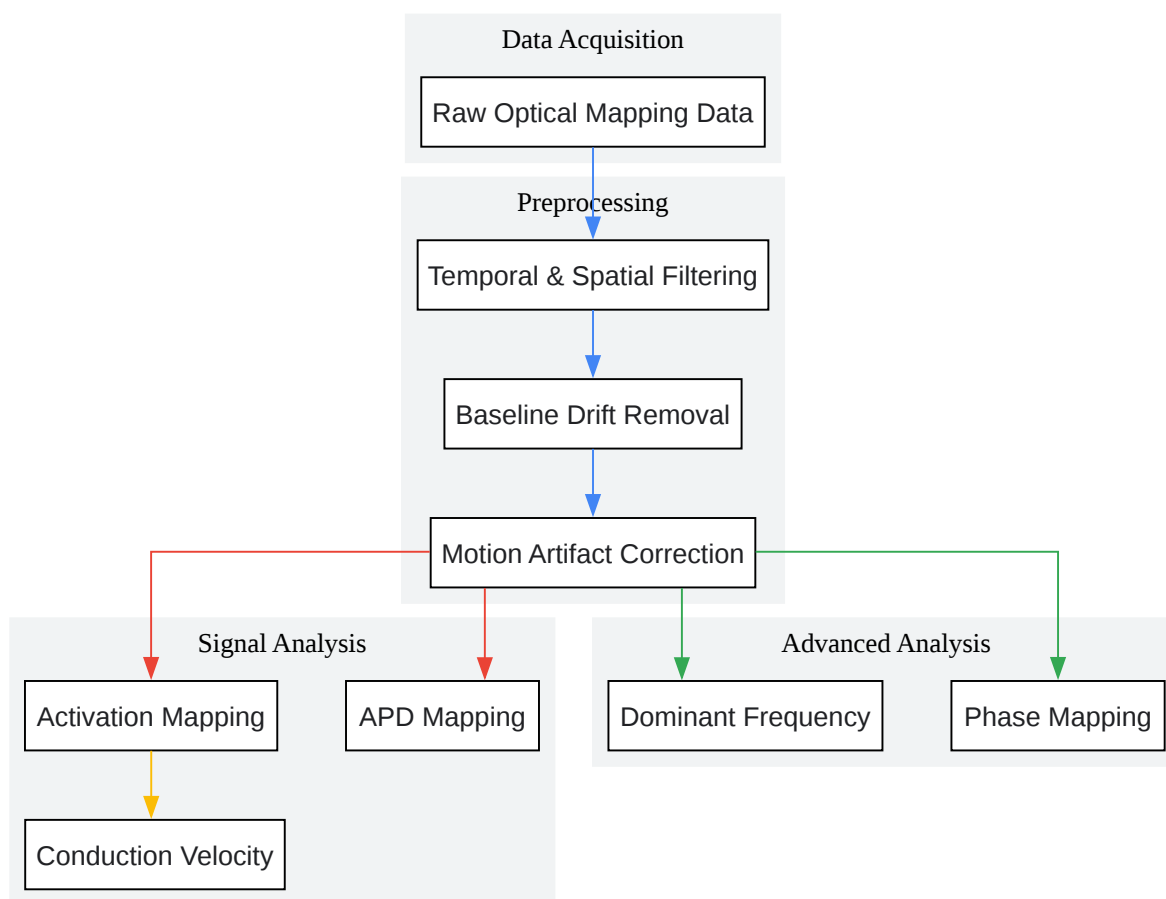 Data Acquisition
Raw Optical Mapping Data
Preprocessing
Temporal & Spatial Filtering
Baseline Drift Removal
Motion Artifact Correction
Signal Analysis
Activation Mapping
APD Mapping
Conduction Velocity
Advanced Analysis
Dominant Frequency
Phase Mapping